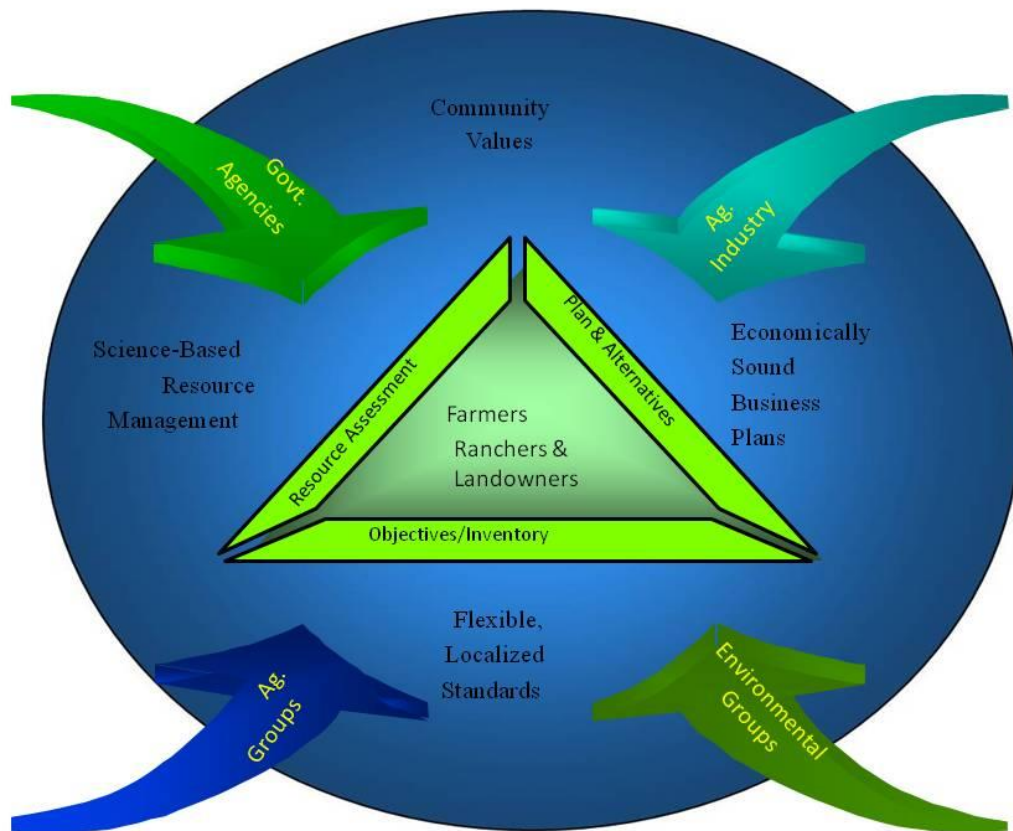 Community
Values
Govt.
Agencies
Ag.
Industry
Science-Based
Resource
Management
Resource Assessment
Plan & Alternatives
Economically
Sound
Business
Plans
Farmers
Ranchers &
Landowners
Objectives/Inventory
Flexible,
Localized
Standards
Ag.
Groups
Environmental
Groups